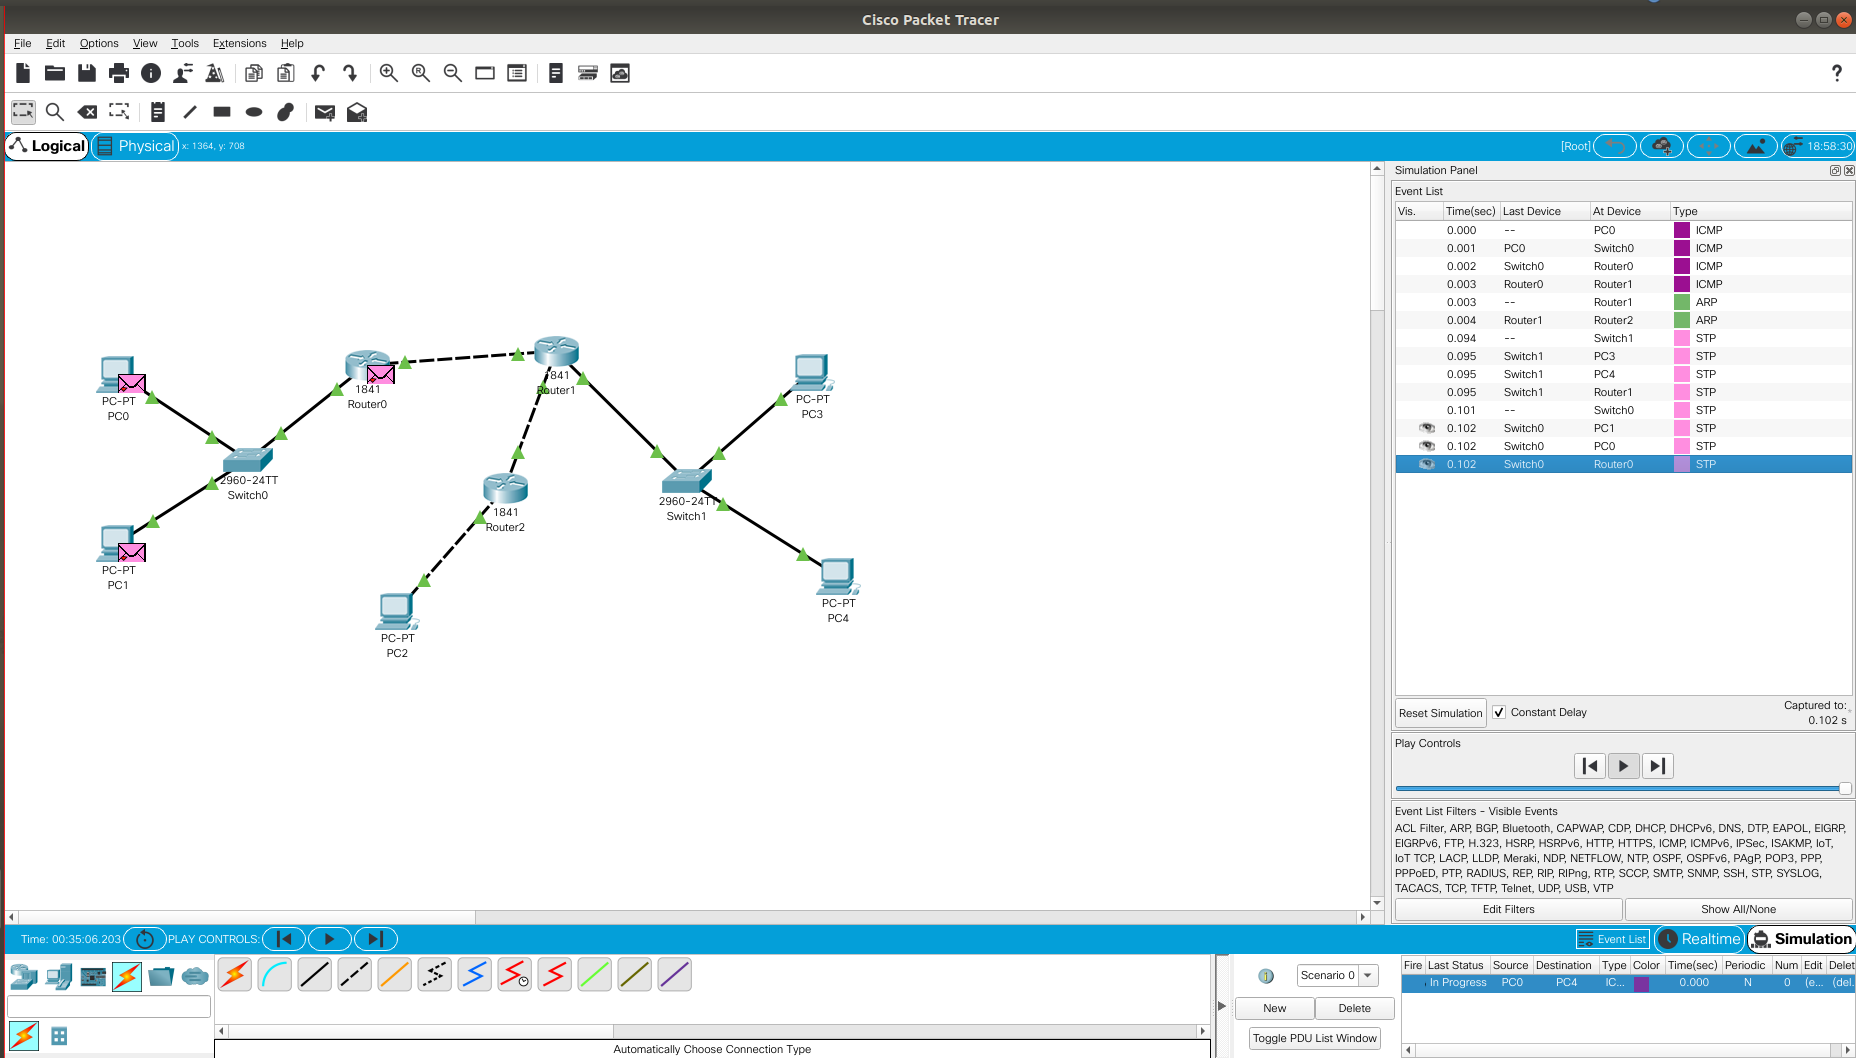 Cisco Packet Tracer
File Edit Options View Tools Extensions Help
?
Logical Physical x: 1364, y: 708 [Root] 18:58:30
Simulation Panel
Event List
Vis. Time(sec) Last Device At Device Type
0.000 -- PC0 ICMP
0.001 PC0 Switch0 ICMP
0.002 Switch0 Router0 ICMP
0.003 Router0 Router1 ICMP
0.003 -- Router1 ARP
0.004 Router1 Router2 ARP
0.094 -- Switch1 STP
0.095 Switch1 PC3 STP
0.095 Switch1 PC4 STP
0.095 Switch1 Router1 STP
0.101 -- Switch0 STP
0.102 Switch0 PC1 STP
0.102 Switch0 PC0 STP
0.102 Switch0 Router0 STP
PC-PT
PC0
1841
Router0
841
Router1
PC-PT
PC3
2960-24TT
Switch0
1841
Router2
2960-24TT
Switch1
PC-PT
PC1
PC-PT
PC2
PC-PT
PC4
Reset Simulation Constant Delay Captured to:
0.102 s
Play Controls
Event List Filters - Visible Events
ACL Filter, ARP, BGP, Bluetooth, CAPWAP, CDP, DHCP, DHCPv6, DNS, DTP, EAPOL, EIGRP,
EIGRPv6, FTP, H.323, HSRP, HSRPv6, HTTP, HTTPS, ICMP, ICMPv6, IPSec, ISAKMP, IoT,
IoT TCP, LACP, LLDP, Meraki, NDP, NETFLOW, NTP, OSPF, OSPFv6, PAgP, POP3, PPP,
PPPoED, PTP, RADIUS, REP, RIP, RIPng, RTP, SCCP, SMTP, SNMP, SSH, STP, SYSLOG,
TACACS, TCP, TFTP, Telnet, UDP, USB, VTP
Edit Filters Show All/None
Time: 00:35:06.203 PLAY CONTROLS: Event List Realtime Simulation
Scenario 0
New Delete
Toggle PDU List Window
Fire Last Status Source Destination Type Color Time(sec) Periodic Num Edit Delet
In Progress PC0 PC4 IC... 0.000 N 0 (e... (del.
Automatically Choose Connection Type